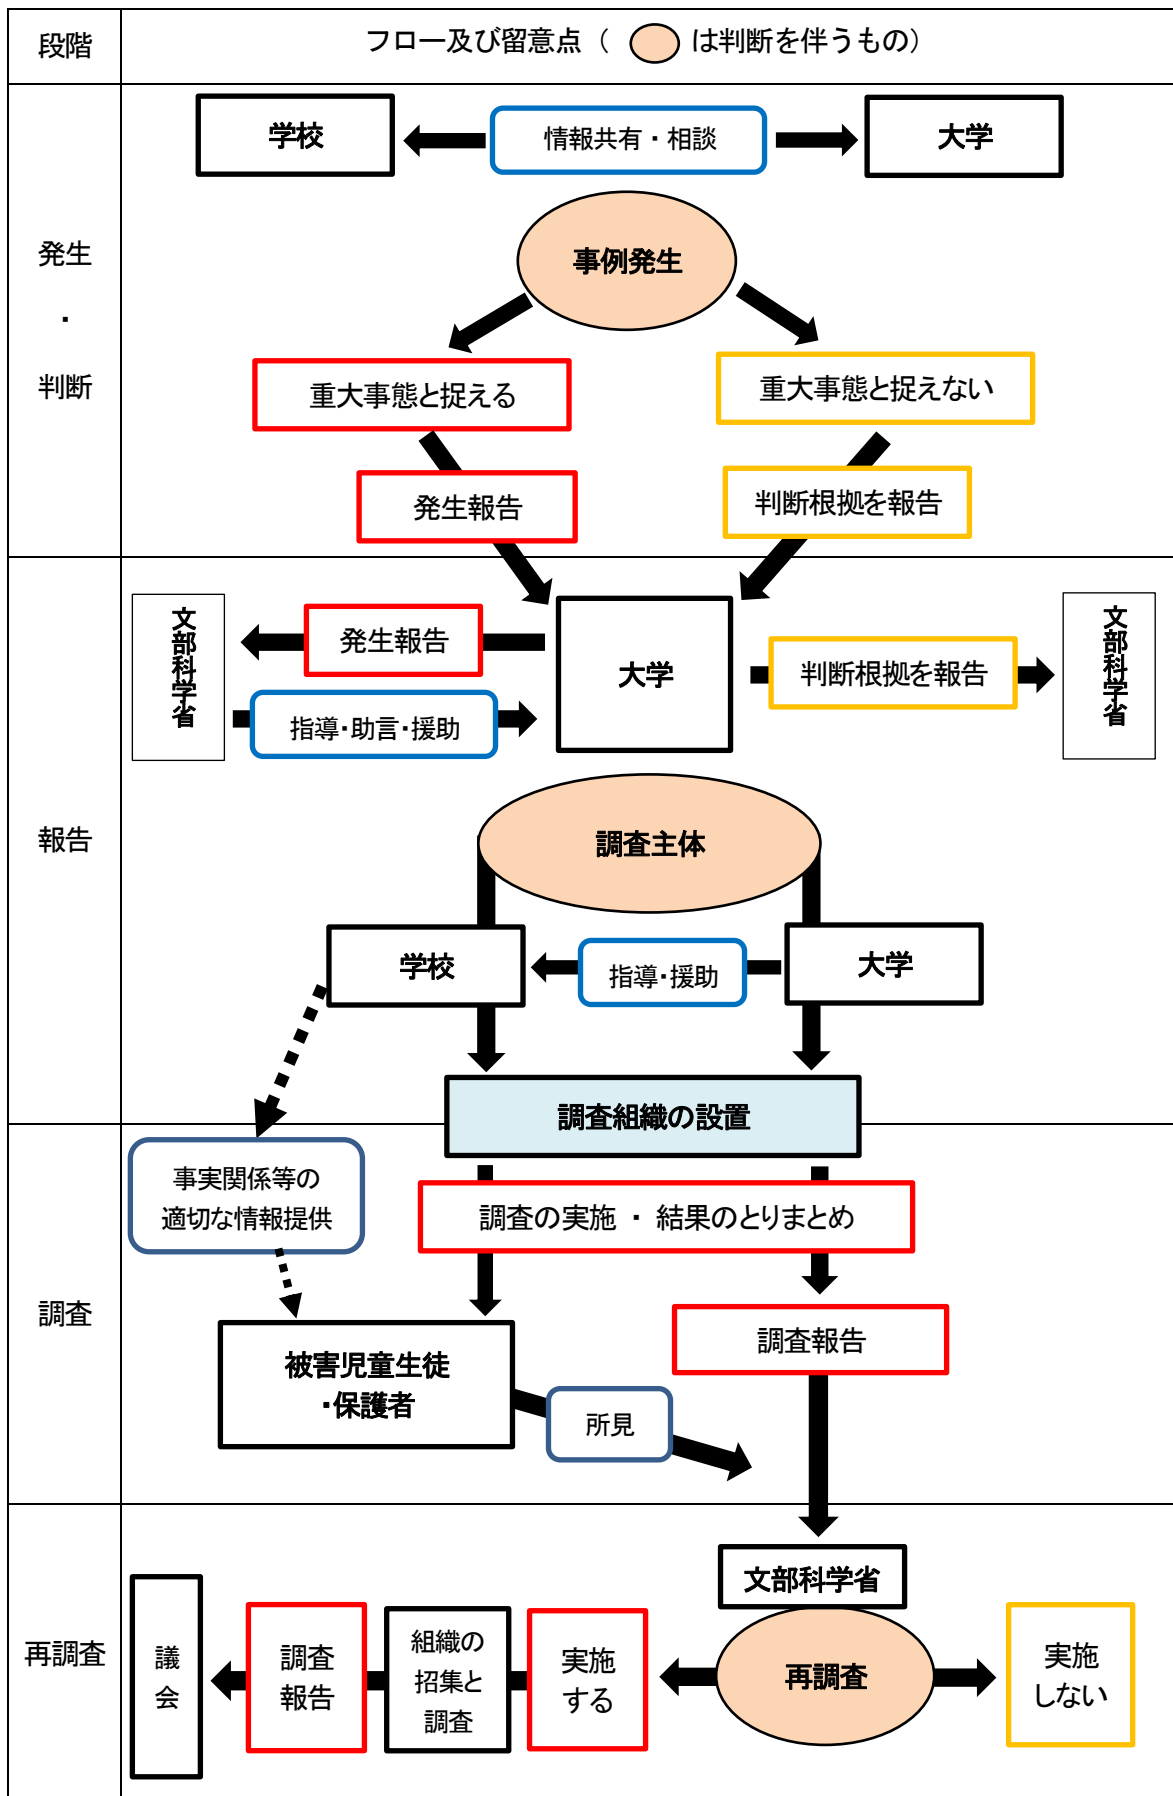 段階
フロー及び留意点（ は判断を伴うもの）
発生
・
判断
学校
情報共有・相談
大学
事例発生
重大事態と捉える
重大事態と捉えない
発生報告
判断根拠を報告
報告
文部科学省
発生報告
指導・助言・援助
大学
判断根拠を報告
文部科学省
調査主体
学校
指導・援助
大学
調査組織の設置
調査
事実関係等の
適切な情報提供
調査の実施 ・ 結果のとりまとめ
調査報告
被害児童生徒
・保護者
所見
再調査
文部科学省
再調査
議会
調査
報告
組織の
招集と
調査
実施
する
実施
しない